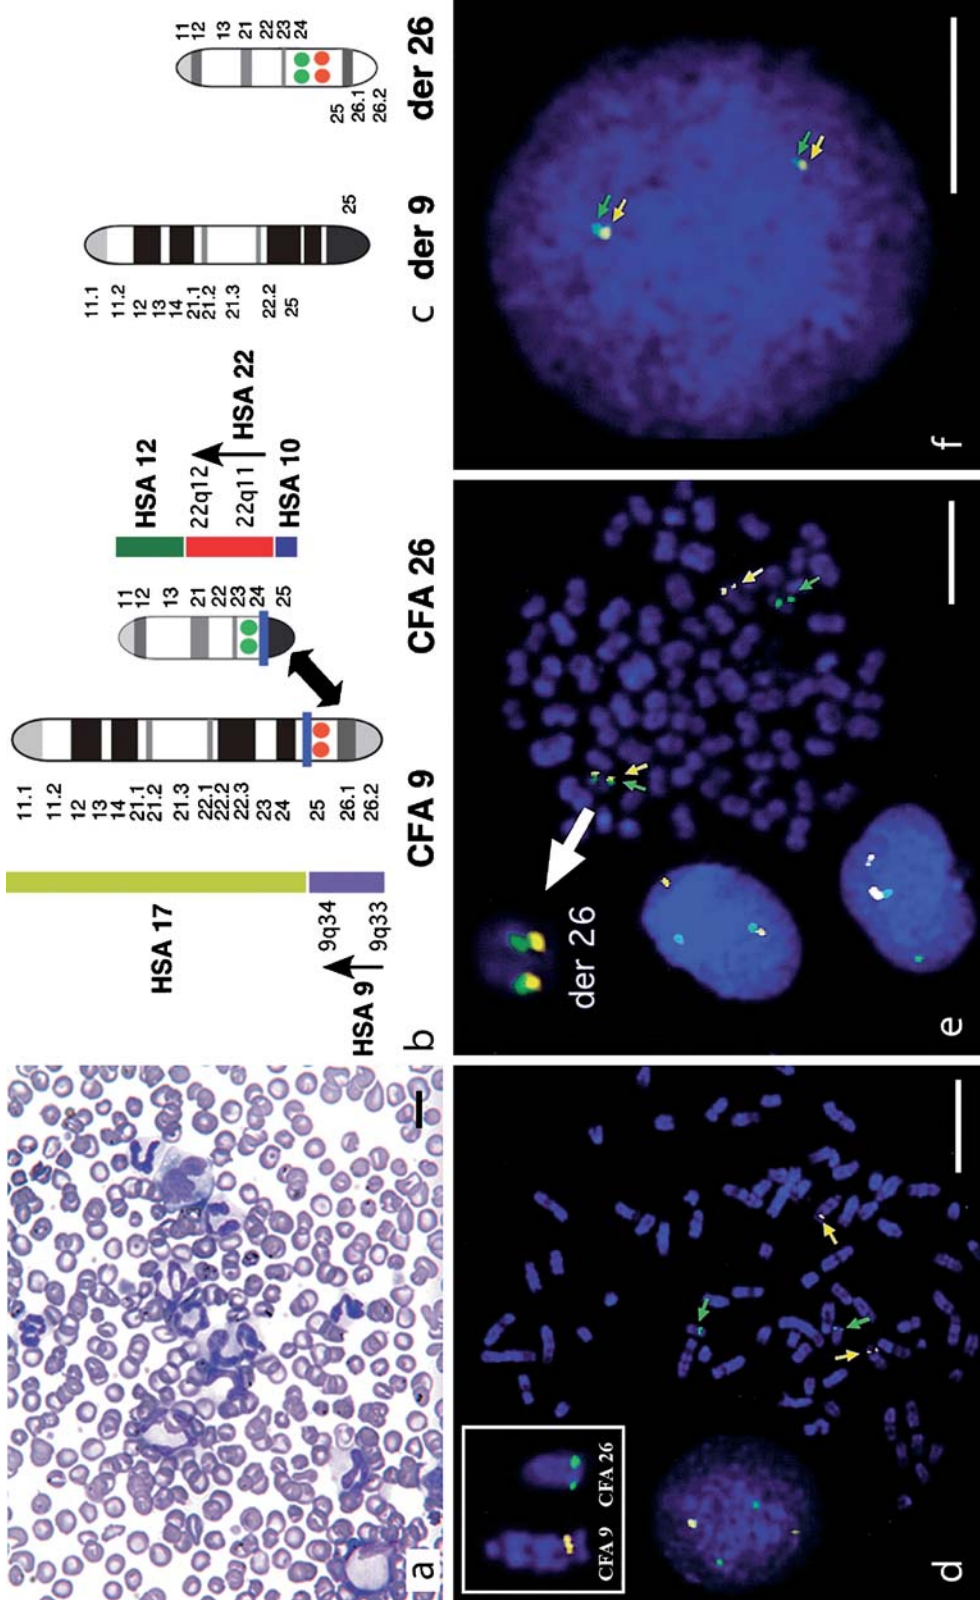 a
b
HSA 17
9q34
9q33
HSA 9
11.1
11.2
12
13
14
21.1
21.2
21.3
22.1
22.2
22.3
23
24
25
26.1
26.2
CFA 9
11
12
13
21
22
23
24
25
CFA 26
HSA 12
22q12
22q11
HSA 22
HSA 10
c
11.1
11.2
12
13
14
21.1
21.2
21.3
22.2
25
25
der 9
11
12
13
21
22
23
24
25
26.1
26.2
der 26
d
CFA 9
CFA 26
e
der 26
f